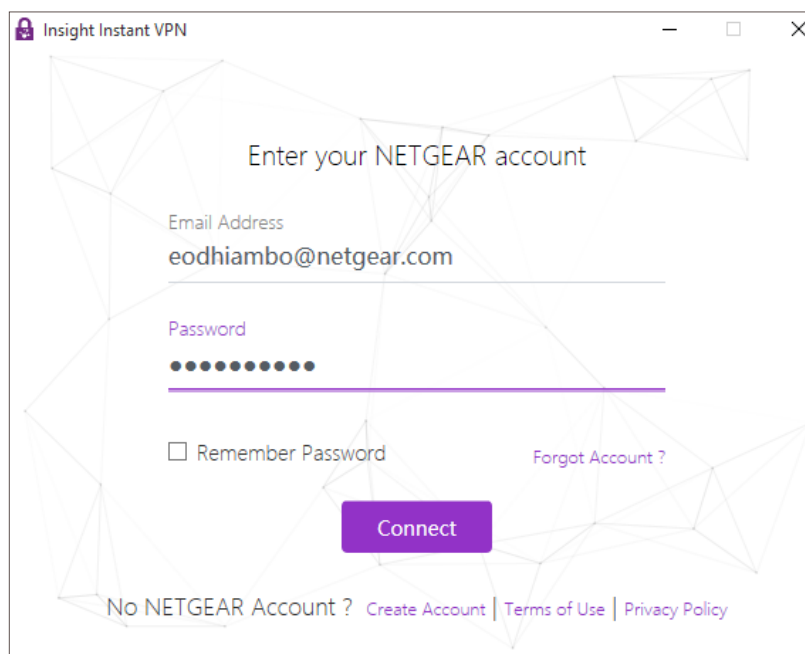 Insight Instant VPN
Enter your NETGEAR account
Email Address
eodhiambo@netgear.com
Password
●●●●●●●●●●
Remember Password
Forgot Account ?
Connect
No NETGEAR Account ? Create Account | Terms of Use | Privacy Policy